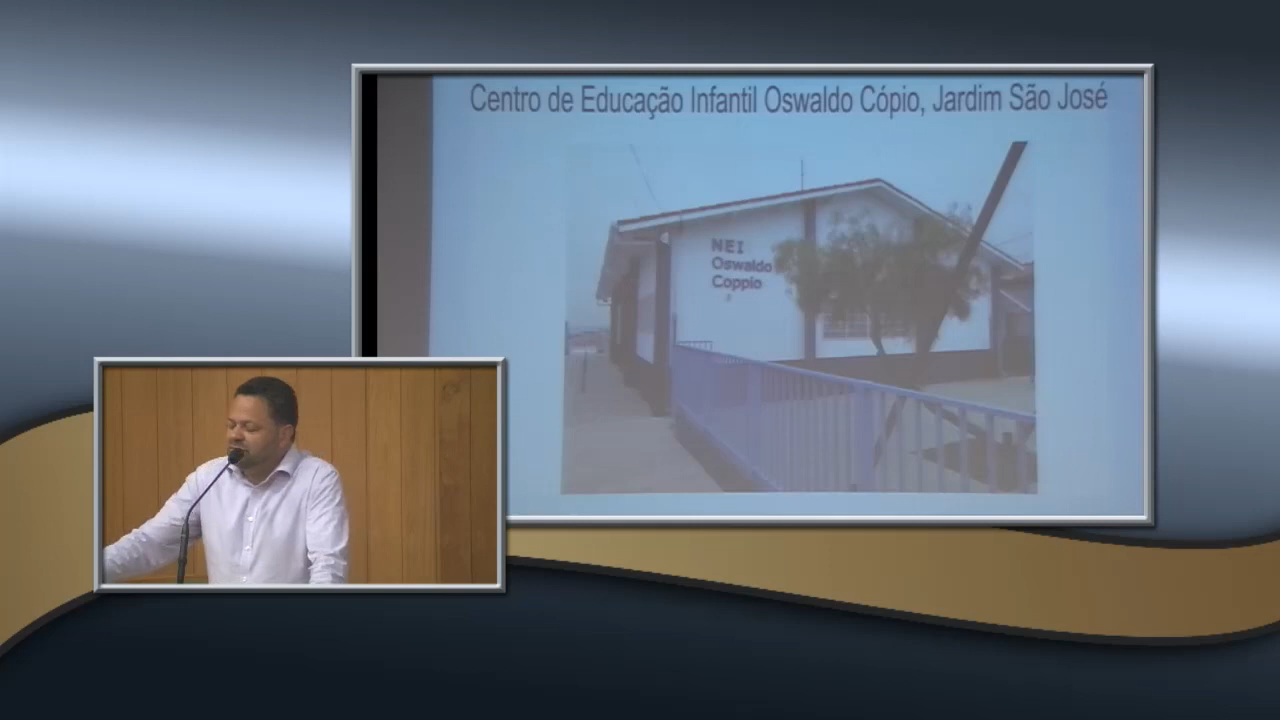 Centro de Educação Infantil Oswaldo Cópio, Jardim São José
NEI
Oswaldo
Coppio